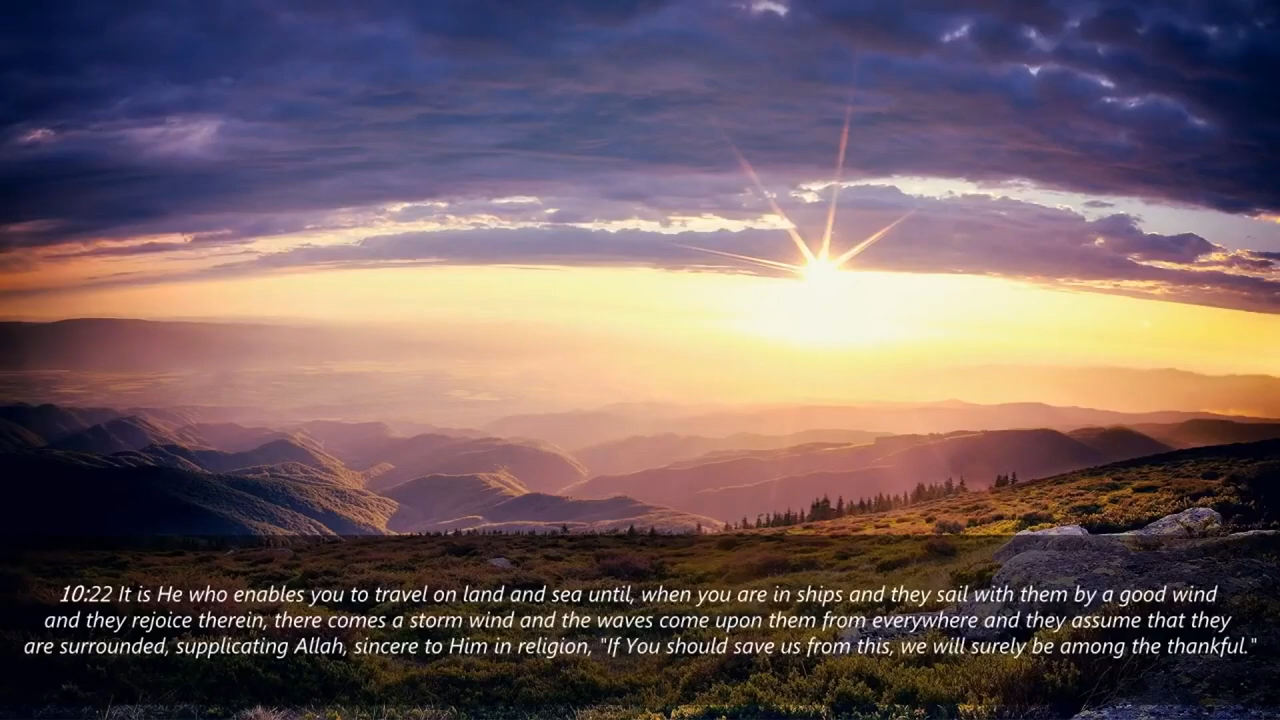 10:22 It is He who enables you to travel on land and sea until, when you are in ships and they sail with them by a good wind
and they rejoice therein, there comes a storm wind and the waves come upon them from everywhere and they assume that they
are surrounded, supplicating Allah, sincere to Him in religion, "If You should save us from this, we will surely be among the thankful."